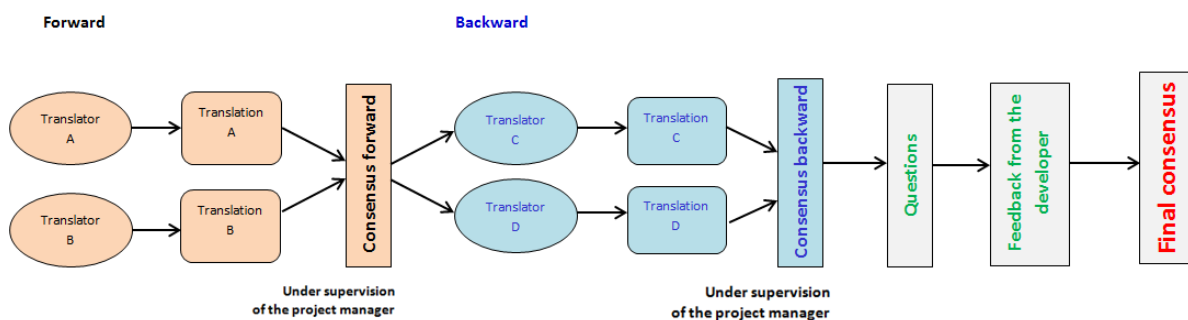 Forward
Backward
Translator
A
Translation
A
Translator
B
Translation
B
Consensus forward
Under supervision
of the project manager
Translator
C
Translation
C
Translator
D
Translation
D
Consensus backward
Under supervision
of the project manager
Questions
Feedback from the
developer
Final consensus